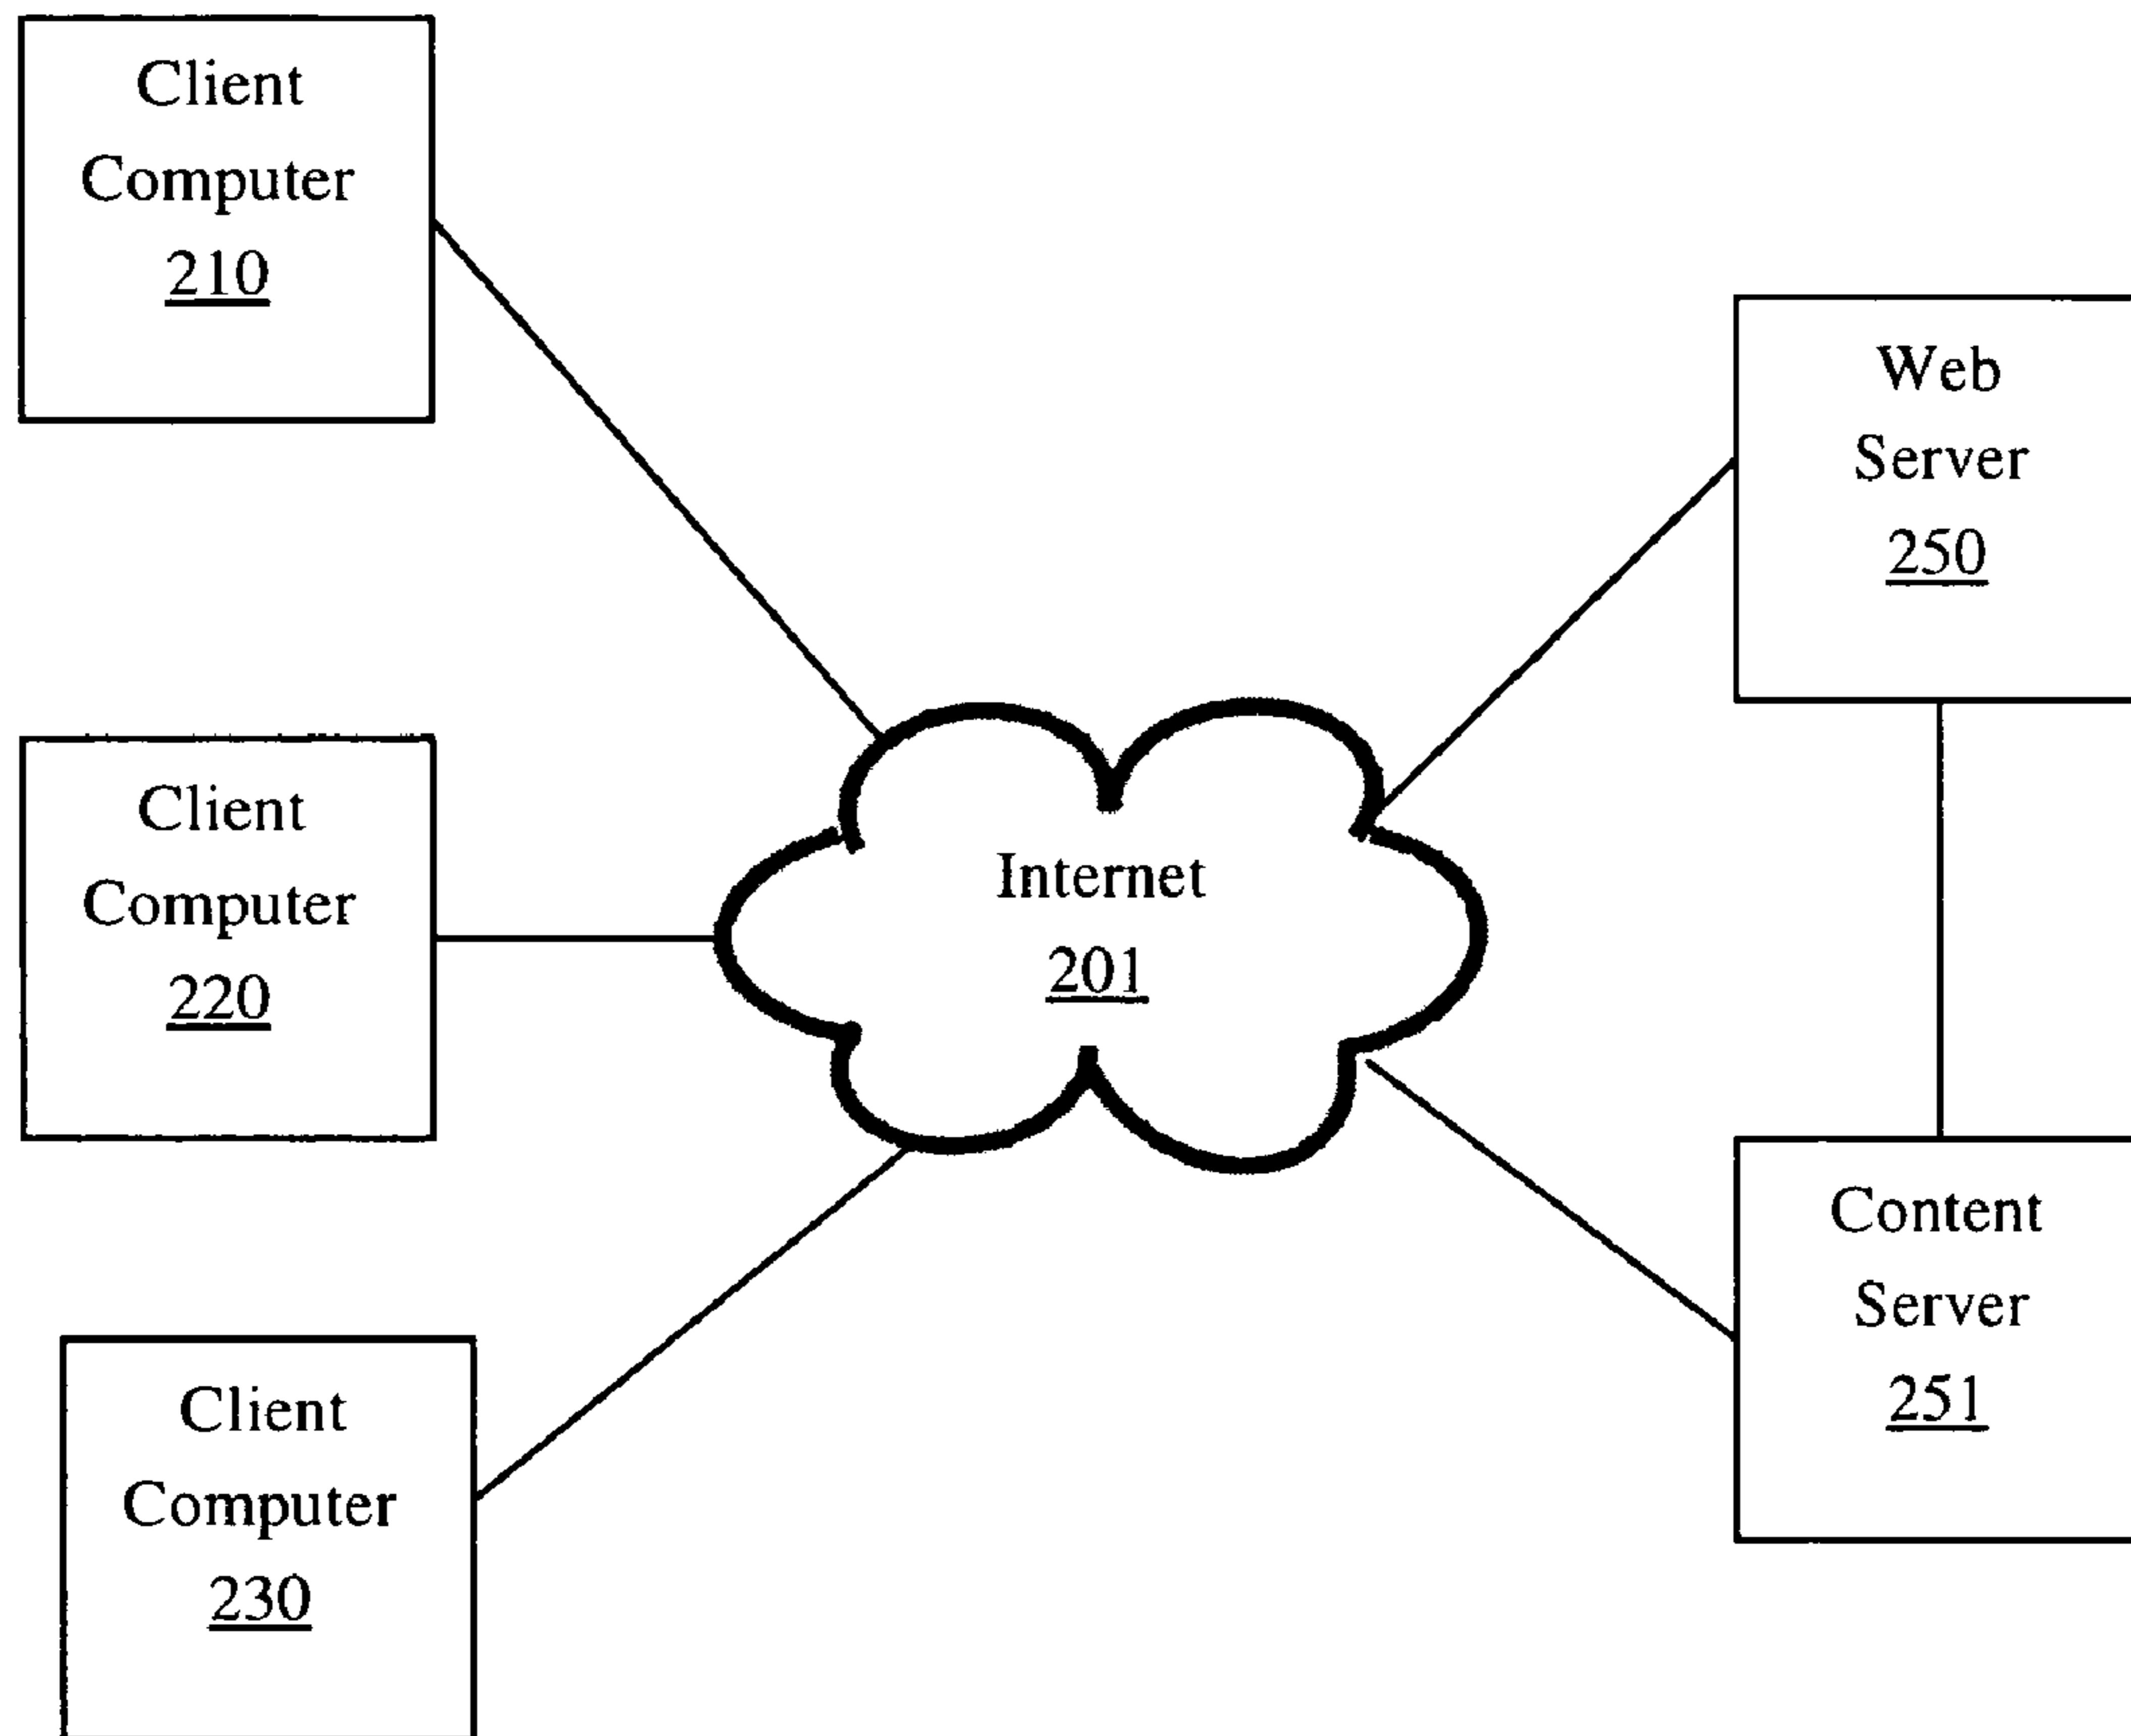 Client
Computer
210
Web
Server
250
Client
Computer
220
Internet
201
Content
Server
251
Client
Computer
230